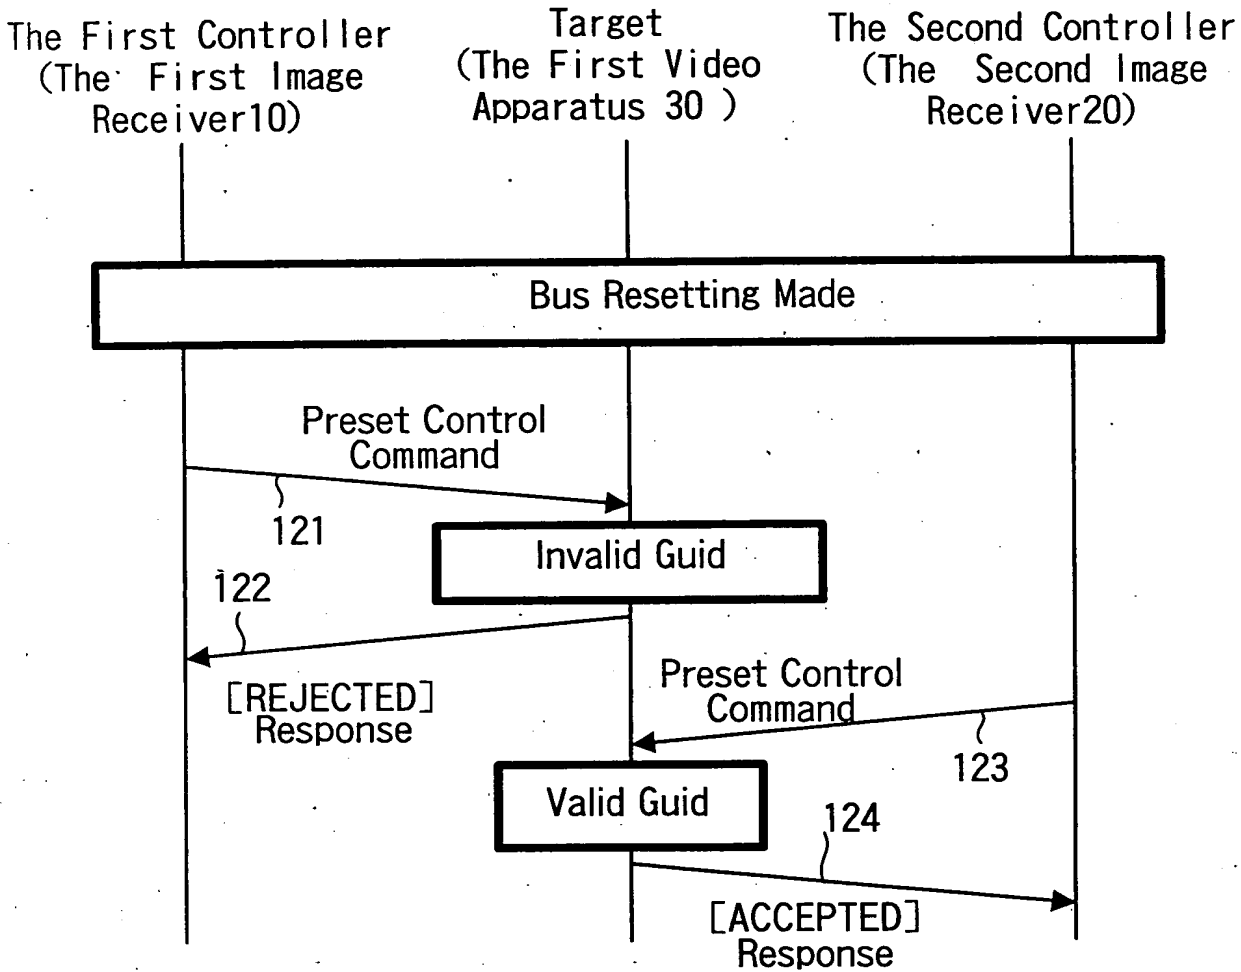 The First Controller
(The First Image
Receiver10)
Target
(The First Video
Apparatus 30 )
The Second Controller
(The Second Image
Receiver20)
Bus Resetting Made
Preset Control
Command
121
Invalid Guid
122
[REJECTED]
Response
Preset Control
Command
123
Valid Guid
124
[ACCEPTED]
Response